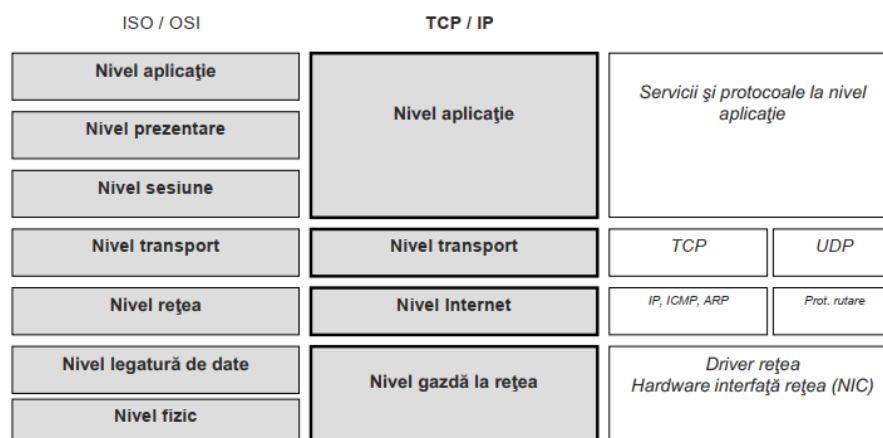 ISO / OSI
TCP / IP
Nivel aplicaţie
Nivel prezentare
Nivel sesiune
Nivel aplicaţie
Servicii şi protocoale la nivel
aplicaţie
Nivel transport
Nivel transport
TCP
UDP
Nivel reţea
Nivel Internet
IP, ICMP, ARP
Prot. rutare
Nivel legatură de date
Nivel fizic
Nivel gazdă la reţea
Driver reţea
Hardware interfaţă reţea (NIC)